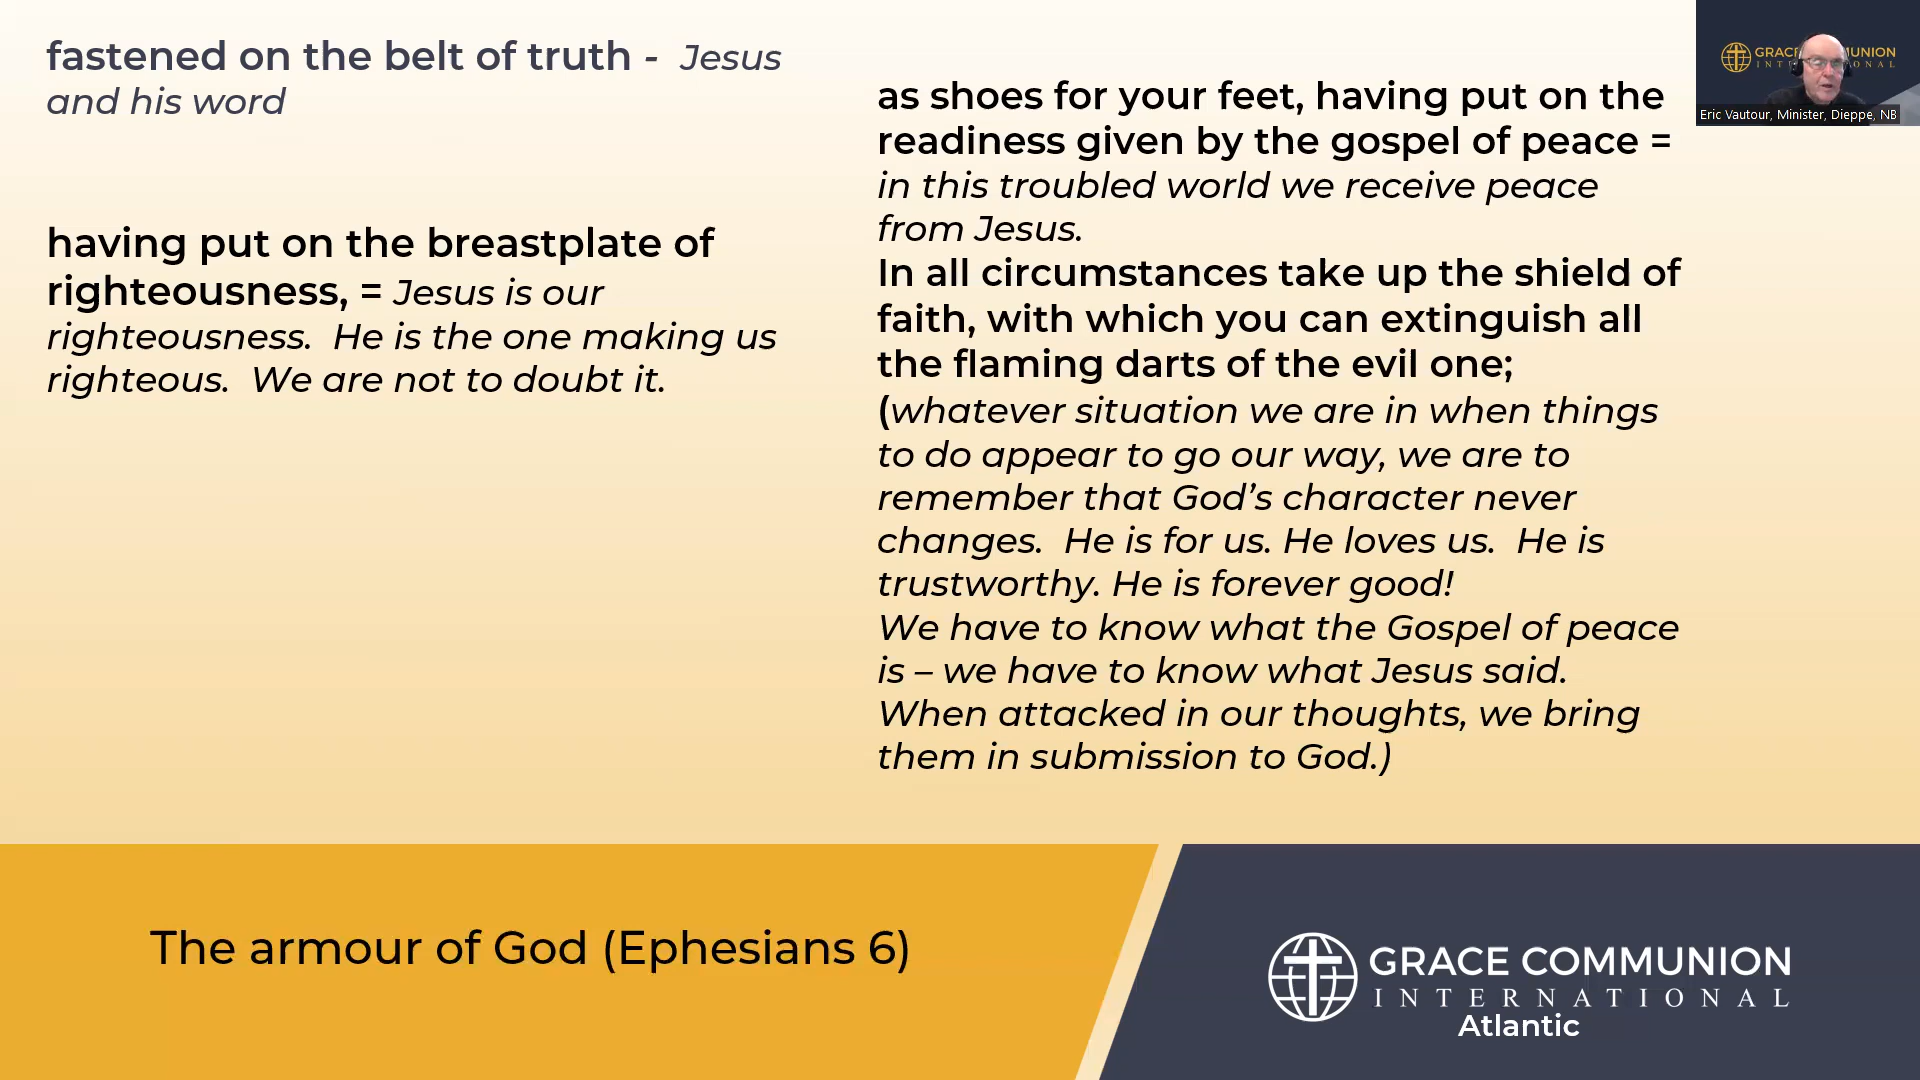 fastened on the belt of truth - Jesus
and his word
having put on the breastplate of
righteousness, = Jesus is our
righteousness. He is the one making us
righteous. We are not to doubt it.
as shoes for your feet, having put on the
readiness given by the gospel of peace =
in this troubled world we receive peace
from Jesus.
In all circumstances take up the shield of
faith, with which you can extinguish all
the flaming darts of the evil one;
(whatever situation we are in when things
to do appear to go our way, we are to
remember that God’s character never
changes. He is for us. He loves us. He is
trustworthy. He is forever good!
We have to know what the Gospel of peace
is – we have to know what Jesus said.
When attacked in our thoughts, we bring
them in submission to God.)
Eric Vautour, Minister, Dieppe, NB
The armour of God (Ephesians 6)
GRACE COMMUNION
INTERNATIONAL
Atlantic